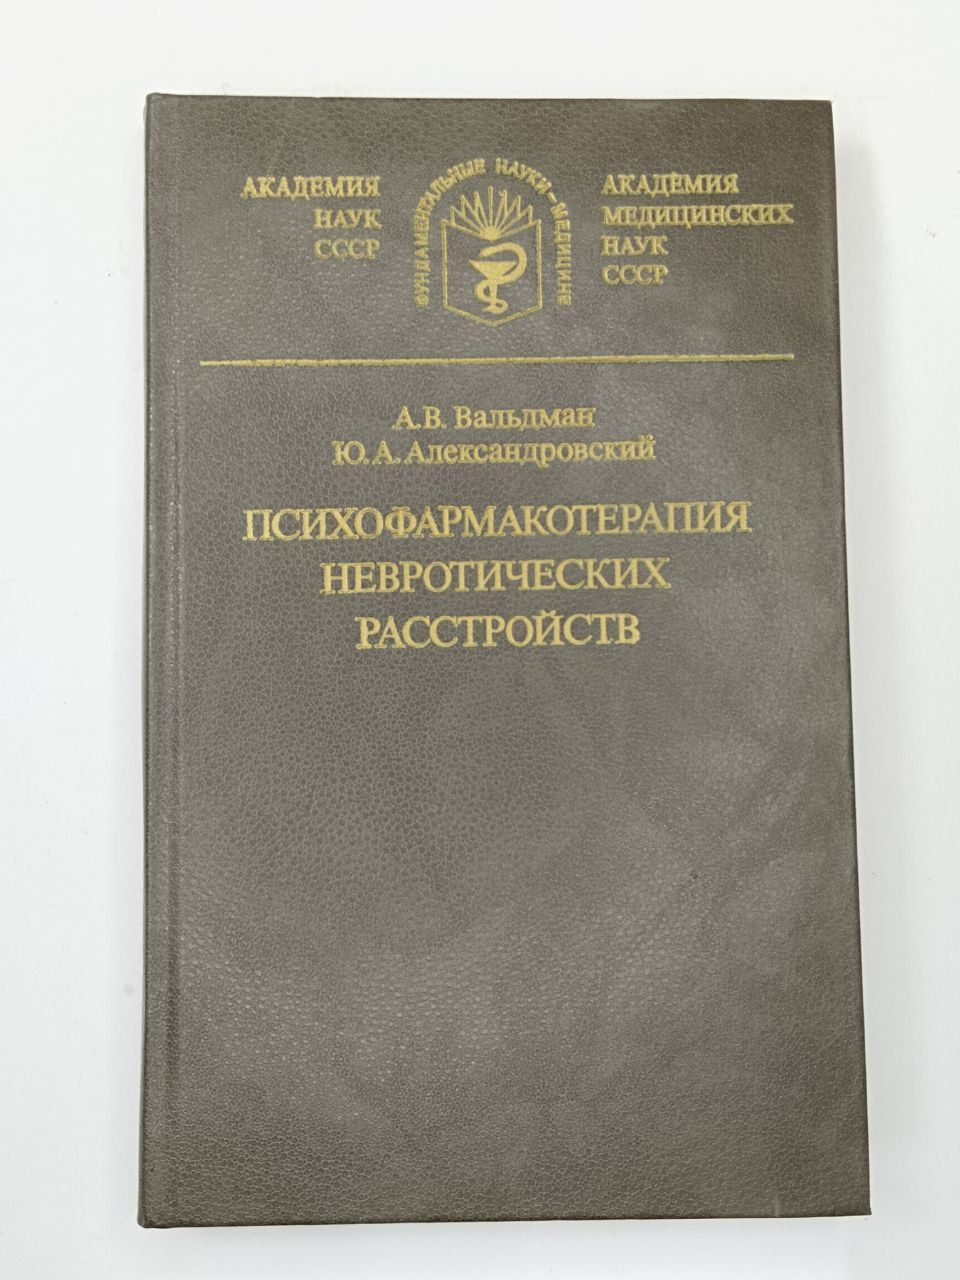 АКАДЕМИЯ
НАУК
СССР
ФУНДАМЕНТАЛЬНЫЕ НАУКИ – МЕДИЦИНЕ
АКАДЕМИЯ
МЕДИЦИНСКИХ
НАУК
СССР
А. В. Вальдман
Ю. А. Александровский
ПСИХОФАРМАКОТЕРАПИЯ
НЕВРОТИЧЕСКИХ
РАССТРОЙСТВ